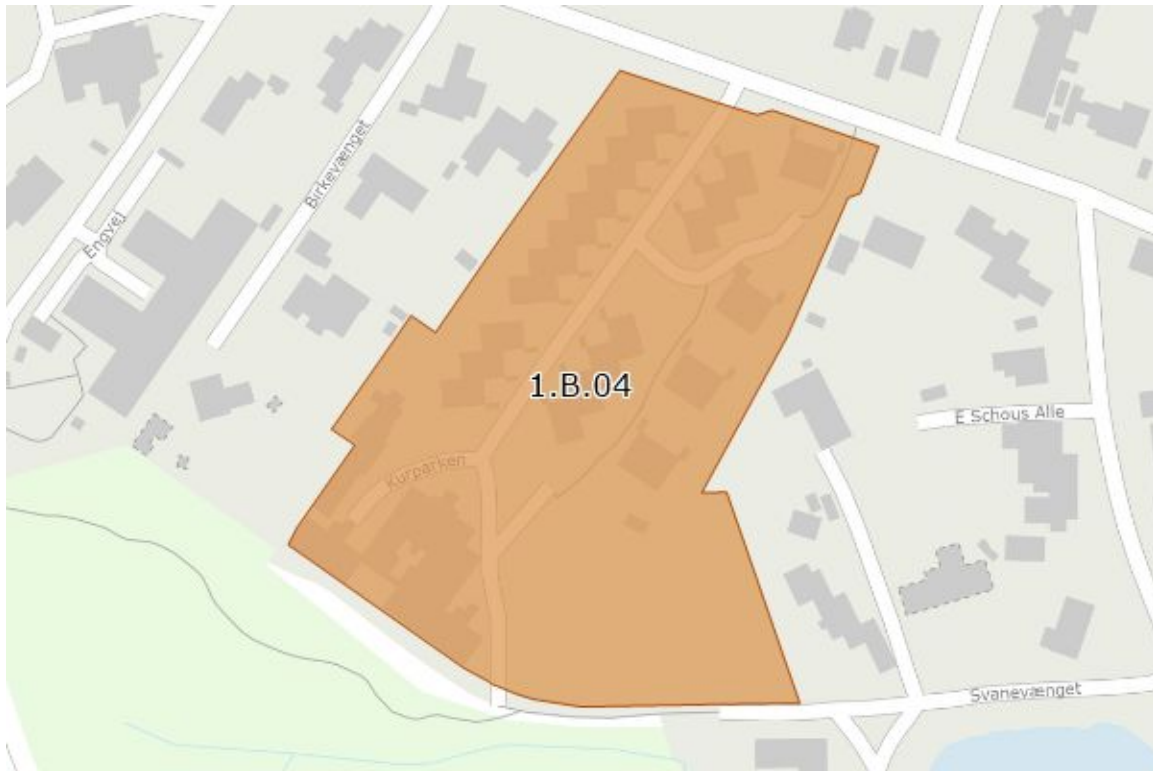 Birkevænget
Engvej
1.B.04
E Schous Alle
Kurparken
Svanevænget